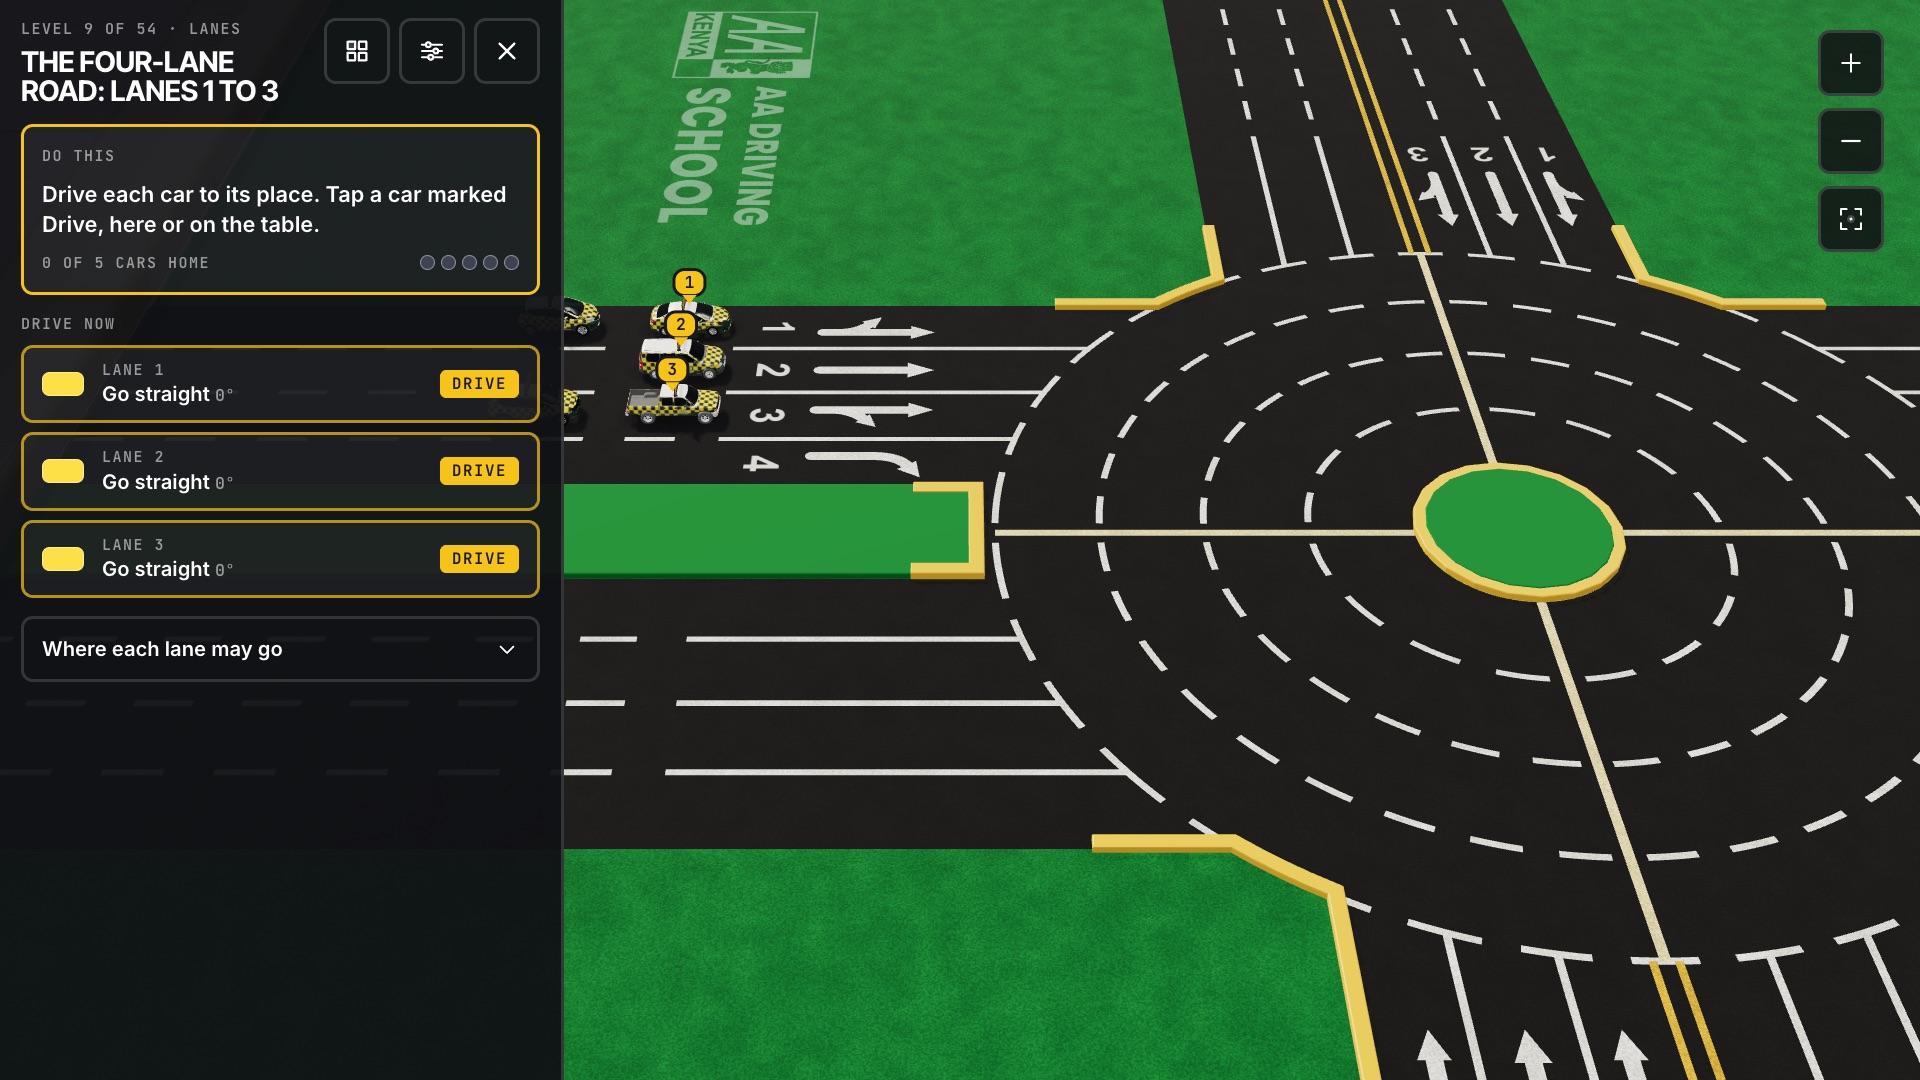 LEVEL 9 OF 54 · LANES
THE FOUR-LANE
ROAD: LANES 1 TO 3
DO THIS
Drive each car to its place. Tap a car marked
Drive, here or on the table.
0 OF 5 CARS HOME
DRIVE NOW
LANE 1
Go straight 0°
DRIVE
LANE 2
Go straight 0°
DRIVE
LANE 3
Go straight 0°
DRIVE
Where each lane may go
AA
KENYA
AA DRIVING
SCHOOL
1
2
3
1
2
3
4
3
2
1